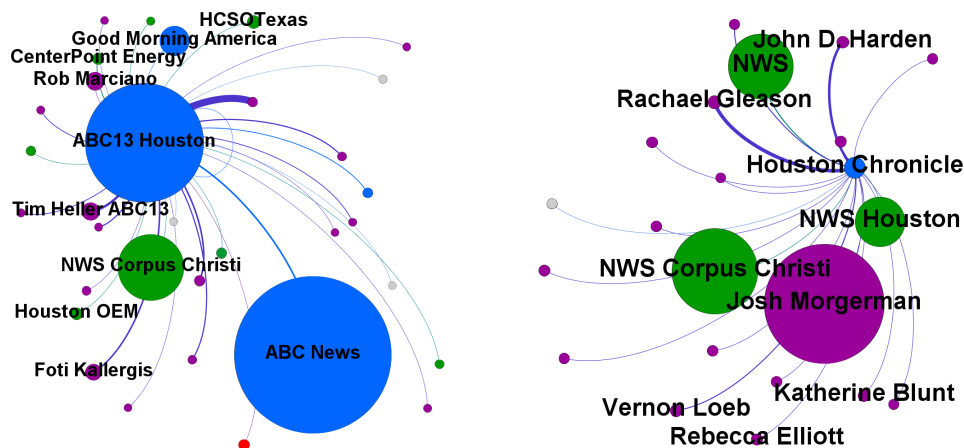 HCSOTexas
Good Morning America
CenterPoint Energy
Rob Marciano
ABC13 Houston
Tim Heller ABC13
NWS Corpus Christi
Houston OEM
ABC News
Foti Kallergis
John D. Harden
NWS
Rachael Gleason
Houston Chronicle
NWS Houston
NWS Corpus Christi
Josh Morgerman
Katherine Blunt
Vernon Loeb
Rebecca Elliott